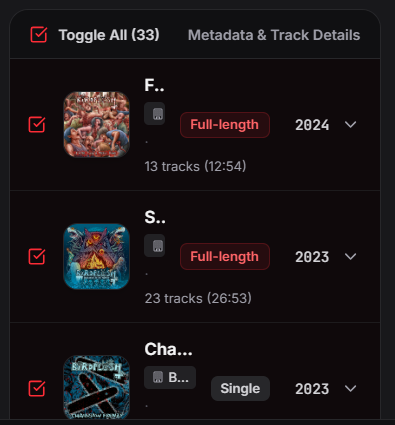 Toggle All (33) Metadata & Track Details
F..
Full-length 2024
.
13 tracks (12:54)
S..
Full-length 2023
.
23 tracks (26:53)
Cha...
B... Single 2023
.
BIRDFLESH